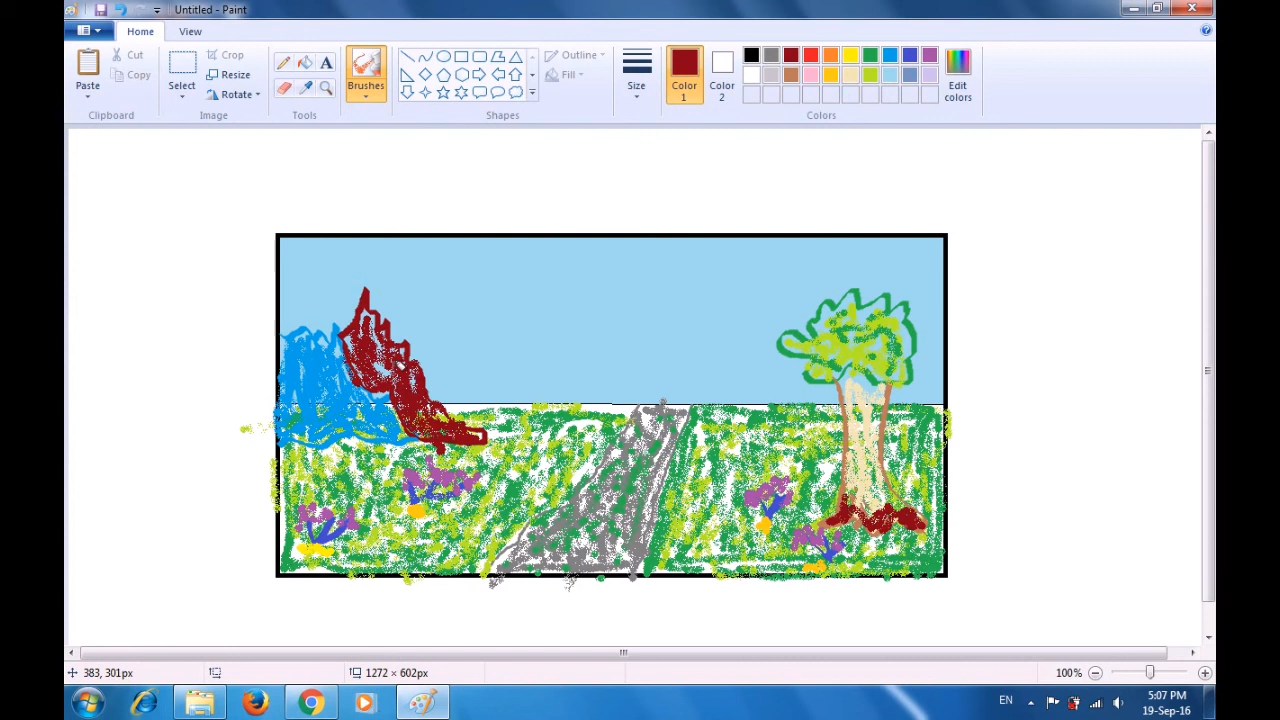 Untitled - Paint
Home View
Paste
Cut
Copy
Clipboard
Select
Crop
Resize
Rotate
Image
A
Tools
Brushes
Outline
Fill
Shapes
Size
Color 1
Color 2
Edit colors
Colors
383, 301px
1272 × 602px
100%
EN
5:07 PM
19-Sep-16